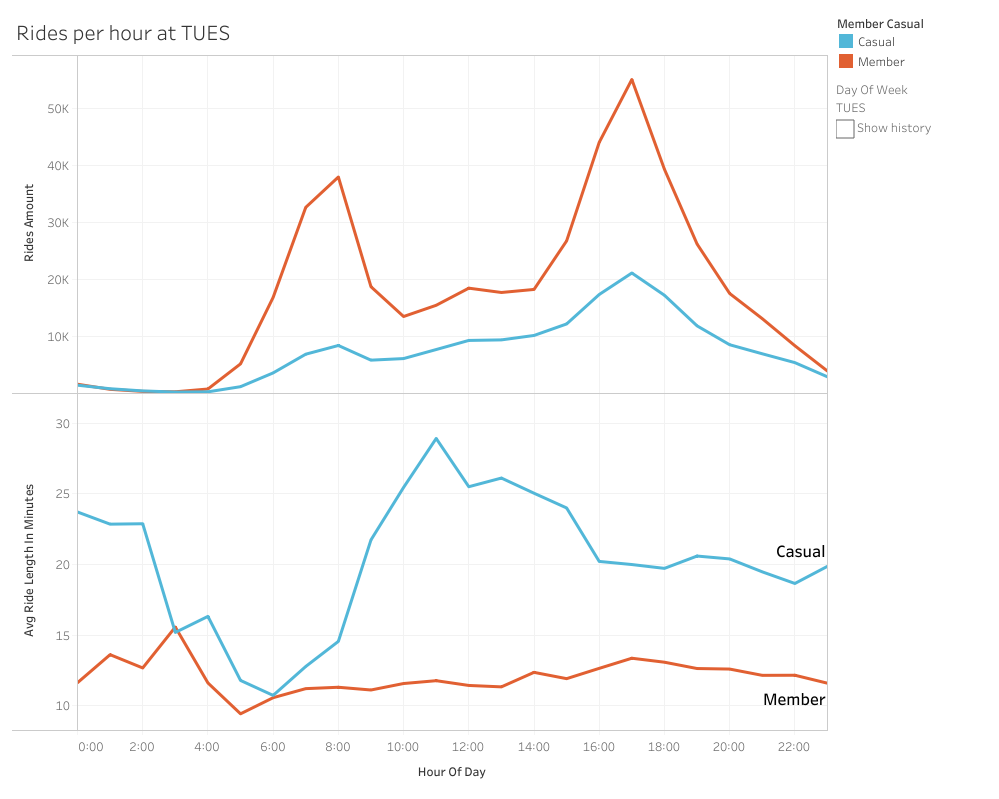 Rides per hour at TUES
Member Casual
Casual
Member
Day Of Week
TUES
Show history
Rides Amount
50K
40K
30K
20K
10K
Avg Ride Length In Minutes
30
25
20
15
10
Casual
Member
0:00 2:00 4:00 6:00 8:00 10:00 12:00 14:00 16:00 18:00 20:00 22:00
Hour Of Day